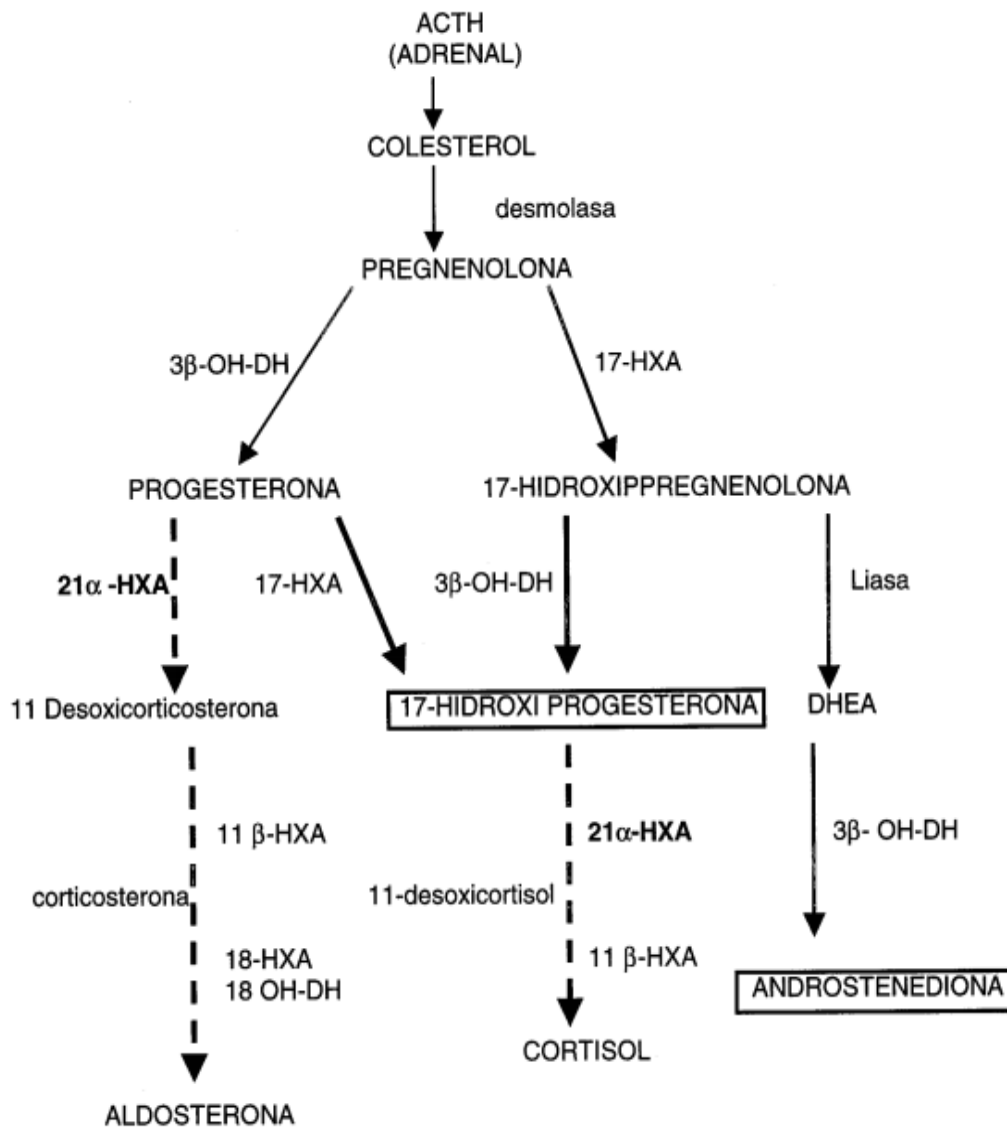 ACTH
(ADRENAL)
COLESTEROL
desmolasa
PREGNENOLONA
3β-OH-DH
17-HXA
PROGESTERONA
17-HIDROXIPPREGNENOLONA
21α -HXA
17-HXA
3β-OH-DH
Liasa
11 Desoxicorticosterona
17-HIDROXI PROGESTERONA
DHEA
11 β-HXA
21α-HXA
3β- OH-DH
corticosterona
11-desoxicortisol
18-HXA
18 OH-DH
11 β-HXA
ANDROSTENEDIONA
CORTISOL
ALDOSTERONA